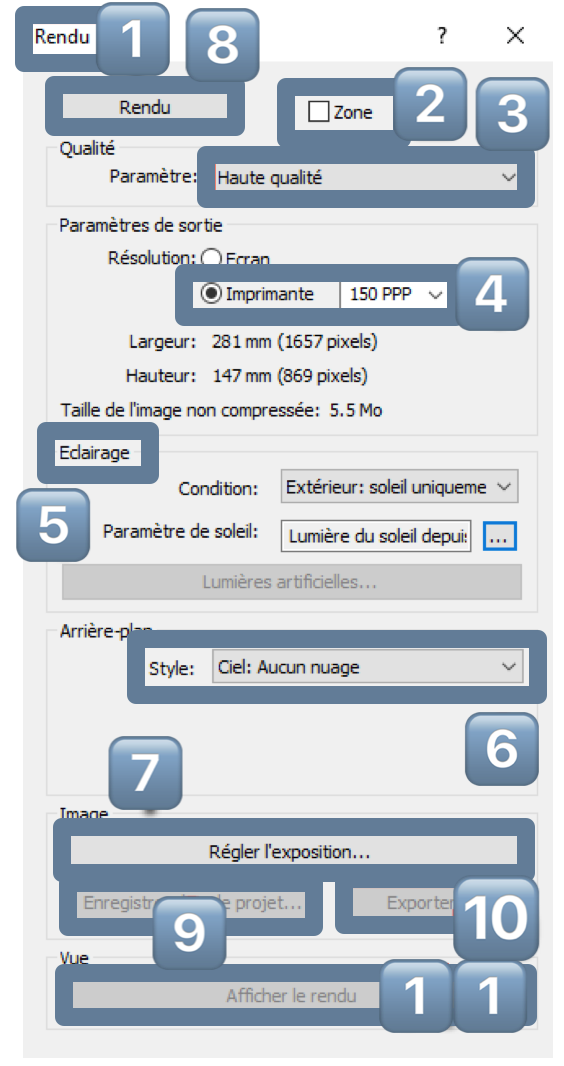 Rendu 1 8 ? ×
Rendu Zone 2 3
Qualité
Paramètre: Haute qualité
Paramètres de sortie
Résolution: Ecran
Imprimante 150 PPP 4
Largeur: 281 mm (1657 pixels)
Hauteur: 147 mm (869 pixels)
Taille de l'image non compressée: 5.5 Mo
Eclairage
Condition: Extérieur: soleil uniqueme
5 Paramètre de soleil: Lumière du soleil depui: ...
Lumières artificielles...
Arrière-plan
Style: Ciel: Aucun nuage
6
7
Image
Régler l'exposition...
projet... Exporter
9 10
Vue
Afficher le rendu 1 1